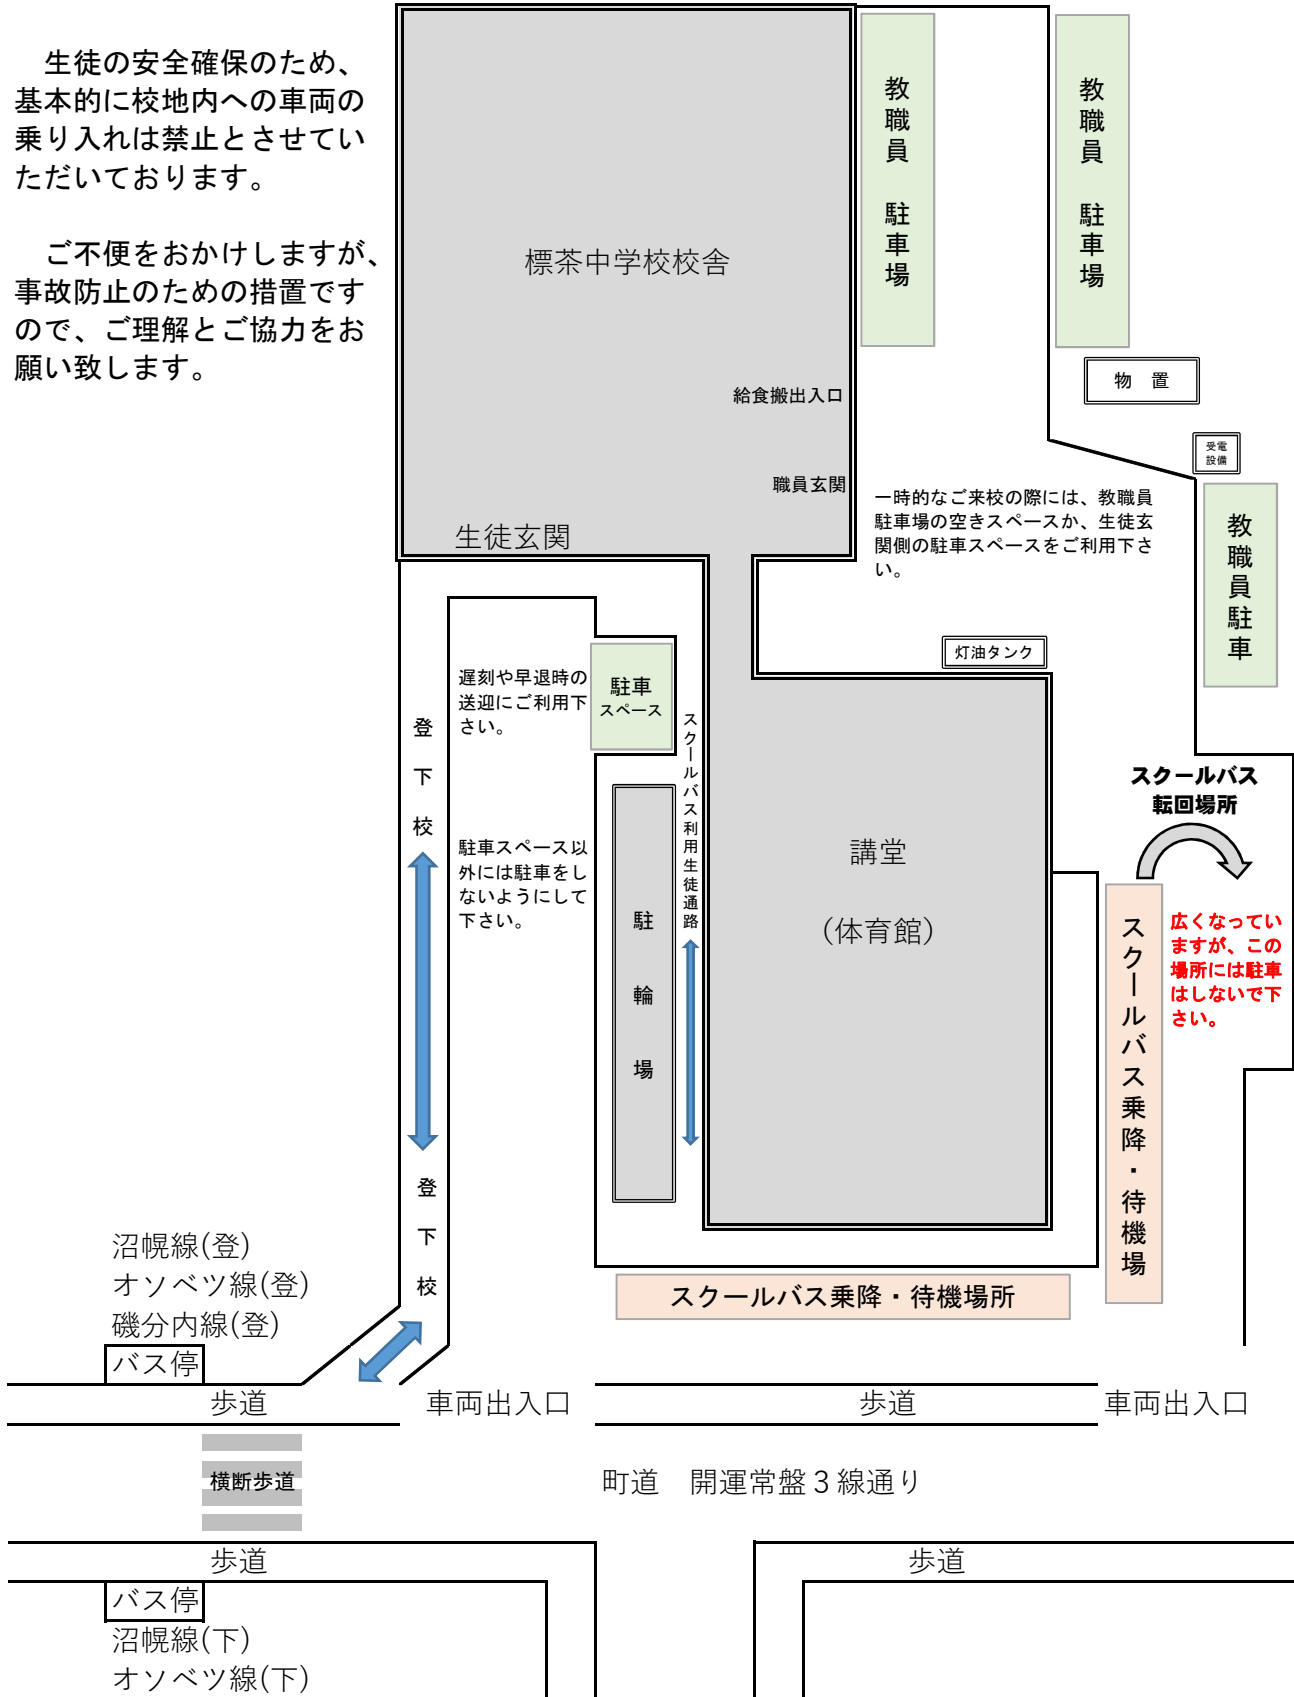 生徒の安全確保のため、
基本的に校地内への車両の
乗り入れは禁止とさせてい
ただいております。
ご不便をおかけしますが、
事故防止のための措置です
ので、ご理解とご協力をお
願い致します。
標茶中学校校舎
給食搬出入口
職員玄関
生徒玄関
教職員　駐車場
教職員　駐車場
物　置
受電
設備
教職員駐車
一時的なご来校の際には、教職員
駐車場の空きスペースか、生徒玄
関側の駐車スペースをご利用下さ
い。
灯油タンク
遅刻や早退時の
送迎にご利用下
さい。
駐車
スペース
駐車スペース以
外には駐車をし
ないようにして
下さい。
登下校
登下校
駐輪場
スクールバス利用生徒通路
講堂
(体育館)
スクールバス
転回場所
広くなってい
ますが、この
場所には駐車
はしないで下
さい。
スクールバス乗降・待機場
スクールバス乗降・待機場所
沼幌線(登)
オソベツ線(登)
磯分内線(登)
バス停
歩道
車両出入口
歩道
車両出入口
横断歩道
町道　開運常盤３線通り
歩道
歩道
バス停
沼幌線(下)
オソベツ線(下)